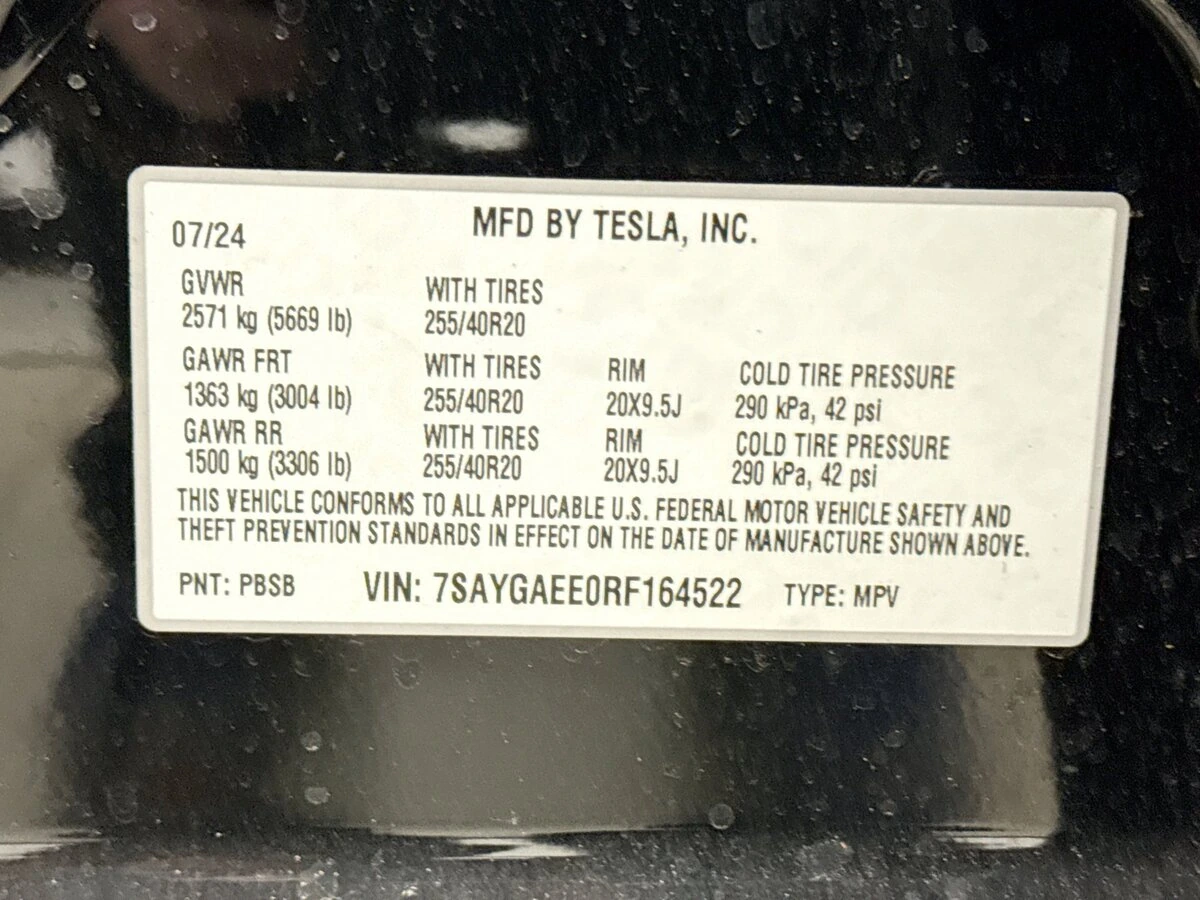 07/24 MFD BY TESLA, INC.
GVWR WITH TIRES
2571 kg (5669 lb) 255/40R20
GAWR FRT WITH TIRES RIM COLD TIRE PRESSURE
1363 kg (3004 lb) 255/40R20 20X9.5J 290 kPa, 42 psi
GAWR RR WITH TIRES RIM COLD TIRE PRESSURE
1500 kg (3306 lb) 255/40R20 20X9.5J 290 kPa, 42 psi
THIS VEHICLE CONFORMS TO ALL APPLICABLE U.S. FEDERAL MOTOR VEHICLE SAFETY AND
THEFT PREVENTION STANDARDS IN EFFECT ON THE DATE OF MANUFACTURE SHOWN ABOVE.
PNT: PBSB VIN: 7SAYGAEE0RF164522 TYPE: MPV